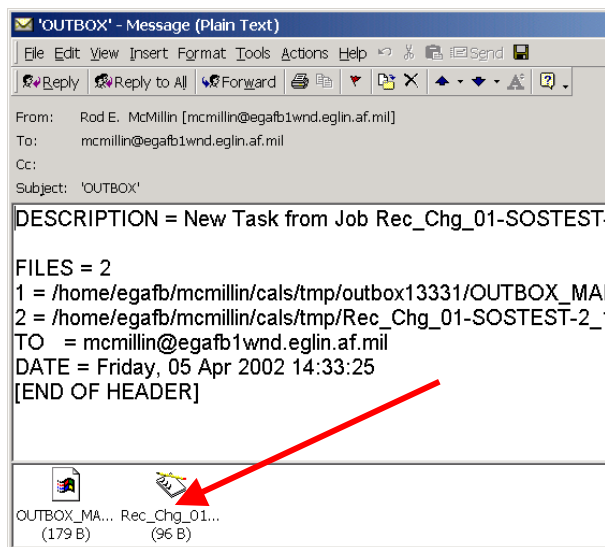 'OUTBOX' - Message (Plain Text)
File Edit View Insert Format Tools Actions Help Send
Reply Reply to All Forward
From: Rod E. McMillin [mcmillin@egafb1wnd.eglin.af.mil]
To: mcmillin@egafb1wnd.eglin.af.mil
Cc:
Subject: 'OUTBOX'
DESCRIPTION = New Task from Job Rec_Chg_01-SOSTEST-
FILES = 2
1 = /home/egafb/mcmillin/cals/tmp/outbox13331/OUTBOX_MA
2 = /home/egafb/mcmillin/cals/tmp/Rec_Chg_01-SOSTEST-2_
TO = mcmillin@egafb1wnd.eglin.af.mil
DATE = Friday, 05 Apr 2002 14:33:25
[END OF HEADER]
OUTBOX_MA... Rec_Chg_01...
(179 B) (96 B)